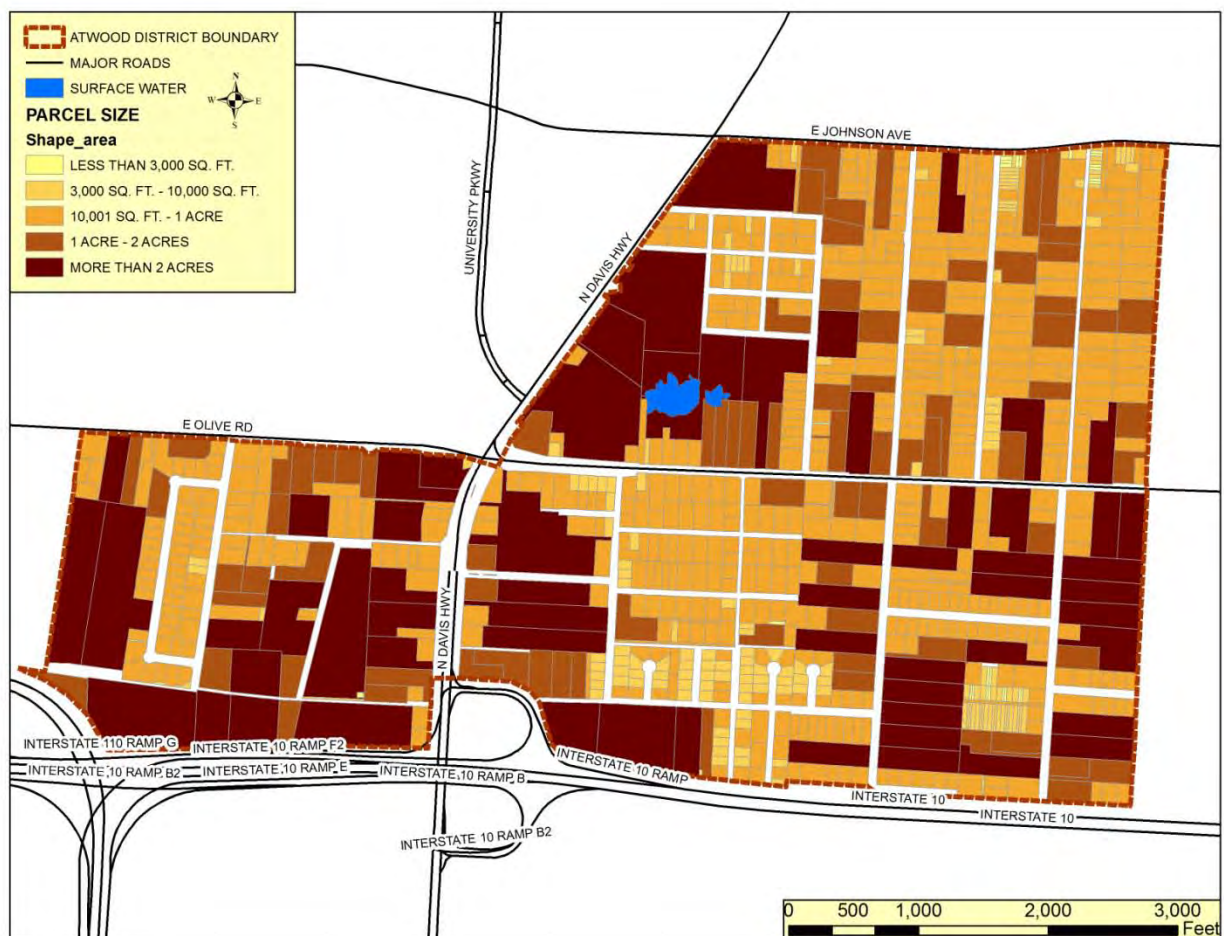 ATWOOD DISTRICT BOUNDARY
MAJOR ROADS
SURFACE WATER
N
W E
S
PARCEL SIZE
Shape_area
LESS THAN 3,000 SQ. FT.
3,000 SQ. FT. - 10,000 SQ. FT.
10,001 SQ. FT. - 1 ACRE
1 ACRE - 2 ACRES
MORE THAN 2 ACRES
E JOHNSON AVE
UNIVERSITY PKWY
N DAVIS HWY
E OLIVE RD
N DAVIS HWY
INTERSTATE 110 RAMP G
INTERSTATE 10 RAMP F2
INTERSTATE 10 RAMP B2
INTERSTATE 10 RAMP E
INTERSTATE 10 RAMP B
INTERSTATE 10 RAMP
INTERSTATE 10
INTERSTATE 10
INTERSTATE 10 RAMP B2
0 500 1,000 2,000 3,000
Feet